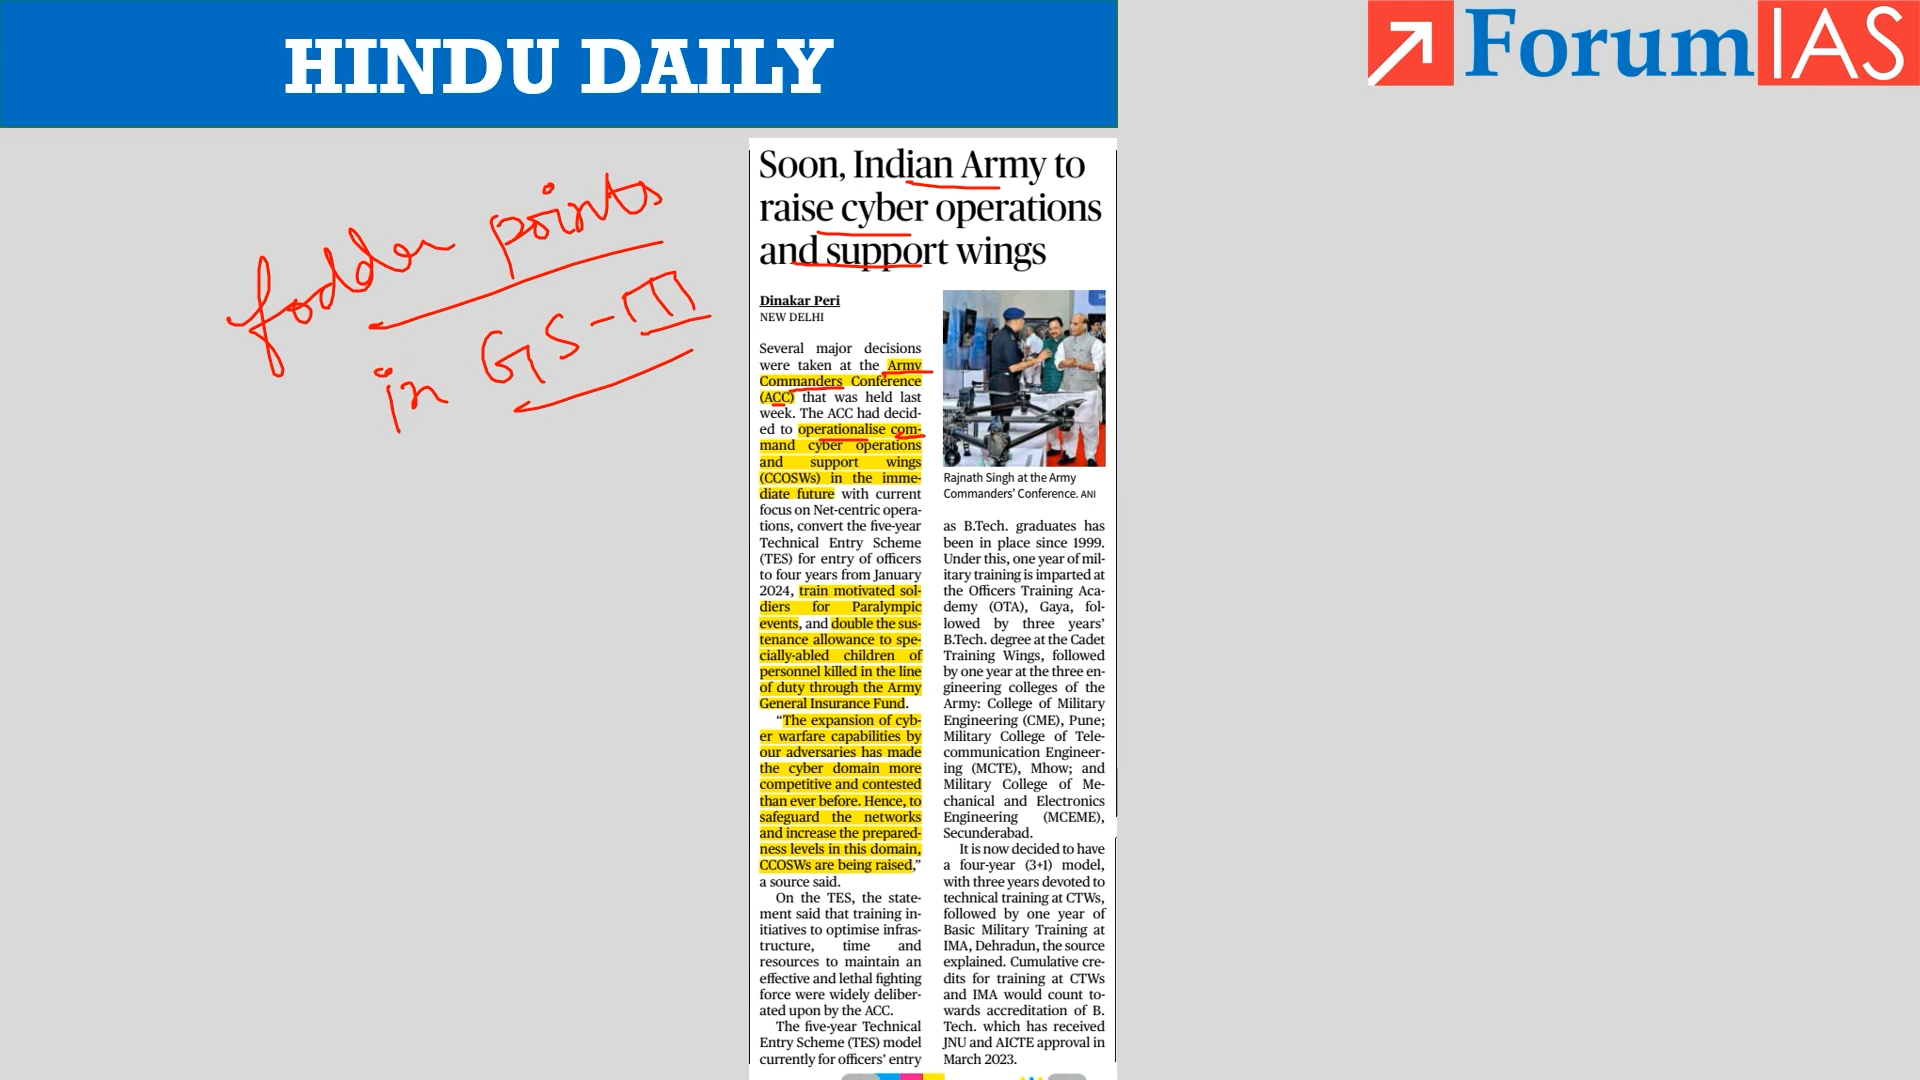 HINDU DAILY
ForumIAS
fodder points
in GS-III
Soon, Indian Army to
raise cyber operations
and support wings
Dinakar Peri
NEW DELHI
Several major decisions
were taken at the Army
Commanders Conference
(ACC) that was held last
week. The ACC had decid-
ed to operationalise com-
mand cyber operations
and support wings
(CCOSWs) in the imme-
diate future with current
focus on Net-centric opera-
tions, convert the five-year
Technical Entry Scheme
(TES) for entry of officers
to four years from January
2024, train motivated sol-
diers for Paralympic
events, and double the sus-
tenance allowance to spe-
cially-abled children of
personnel killed in the line
of duty through the Army
General Insurance Fund.
“The expansion of cyb-
er warfare capabilities by
our adversaries has made
the cyber domain more
competitive and contested
than ever before. Hence, to
safeguard the networks
and increase the prepared-
ness levels in this domain,
CCOSWs are being raised,”
a source said.
On the TES, the state-
ment said that training in-
itiatives to optimise infras-
tructure, time and
resources to maintain an
effective and lethal fighting
force were widely deliber-
ated upon by the ACC.
The five-year Technical
Entry Scheme (TES) model
currently for officers’ entry
Rajnath Singh at the Army
Commanders’ Conference. ANI
as B.Tech. graduates has
been in place since 1999.
Under this, one year of mil-
itary training is imparted at
the Officers Training Aca-
demy (OTA), Gaya, fol-
lowed by three years’
B.Tech. degree at the Cadet
Training Wings, followed
by one year at the three en-
gineering colleges of the
Army: College of Military
Engineering (CME), Pune;
Military College of Tele-
communication Engineer-
ing (MCTE), Mhow; and
Military College of Me-
chanical and Electronics
Engineering (MCEME),
Secunderabad.
It is now decided to have
a four-year (3+1) model,
with three years devoted to
technical training at CTWs,
followed by one year of
Basic Military Training at
IMA, Dehradun, the source
explained. Cumulative cre-
dits for training at CTWs
and IMA would count to-
wards accreditation of B.
Tech. which has received
JNU and AICTE approval in
March 2023.